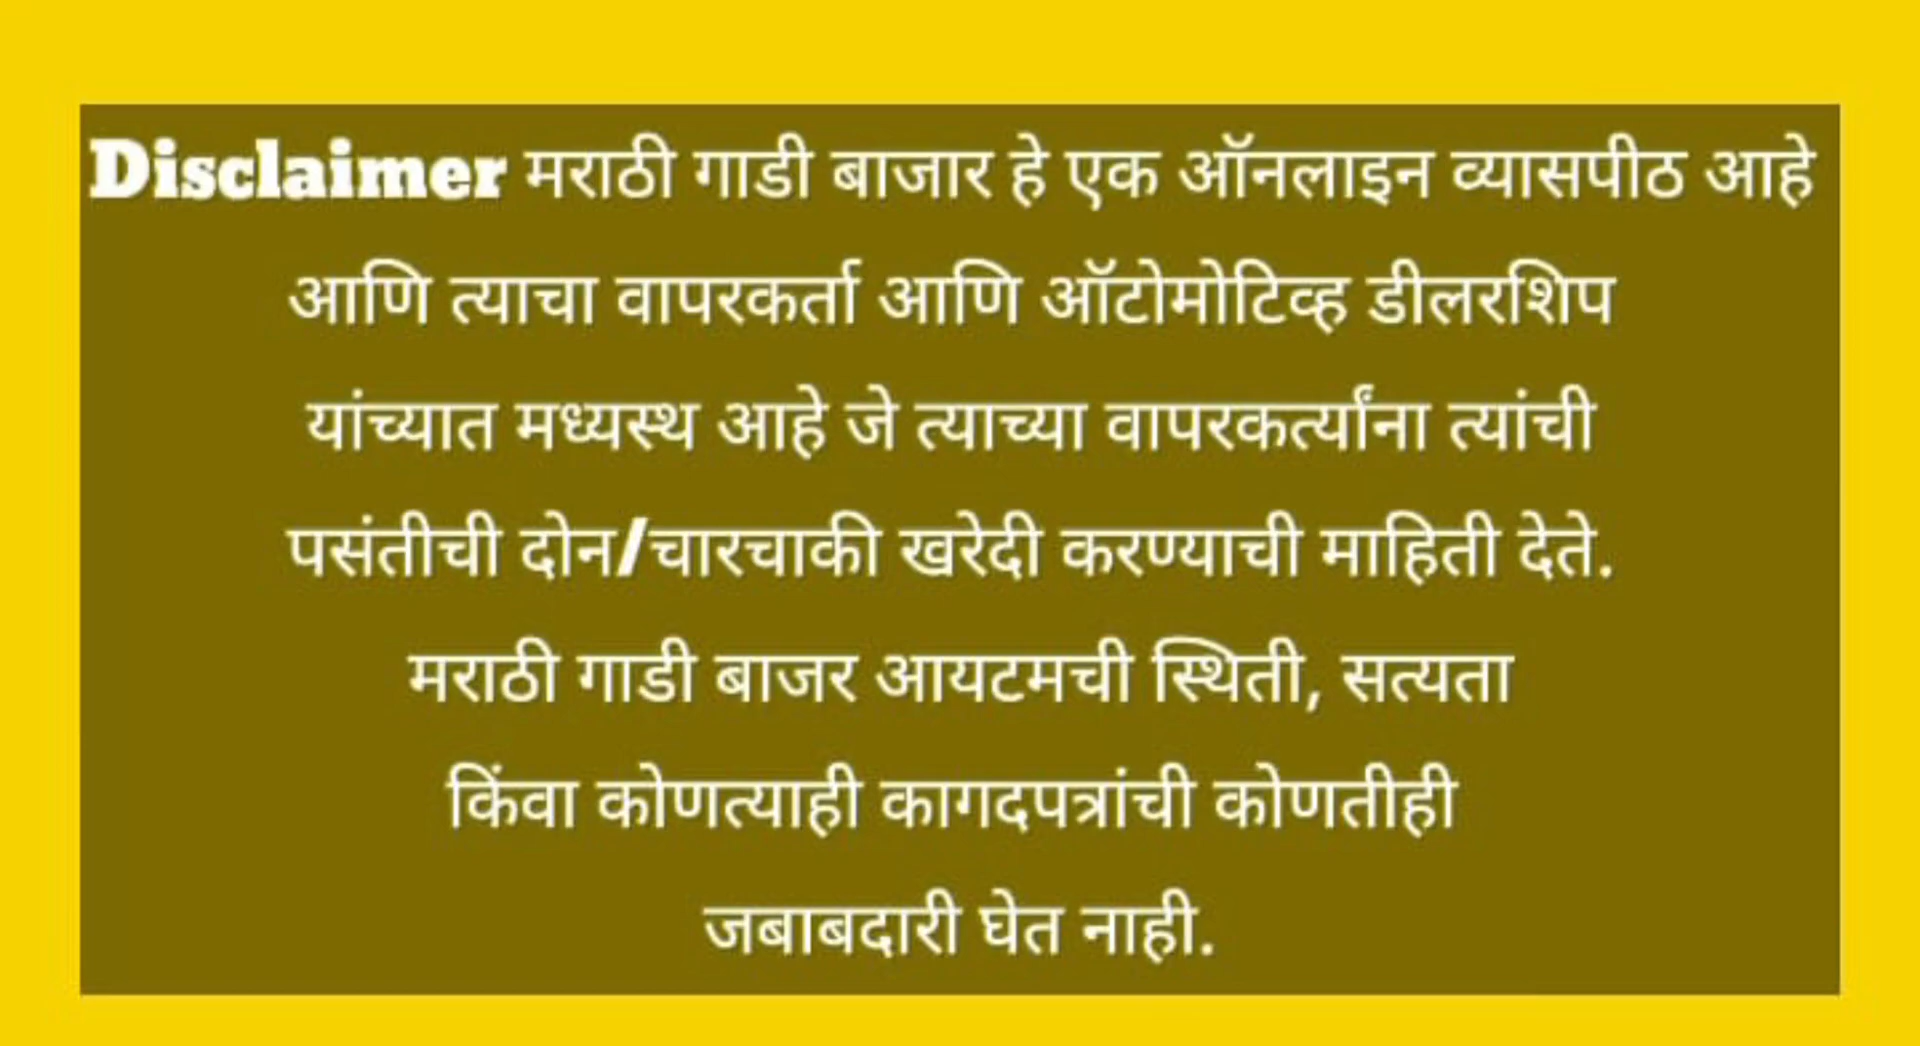 Disclaimer मराठी गाडी बाजार हे एक ऑनलाइन व्यासपीठ आहे
आणि त्याचा वापरकर्ता आणि ऑटोमोटिव्ह डीलरशिप
यांच्यात मध्यस्थ आहे जे त्याच्या वापरकर्त्यांना त्यांची
पसंतीची दोन/चारचाकी खरेदी करण्याची माहिती देते.
मराठी गाडी बाजर आयटमची स्थिती, सत्यता
किंवा कोणत्याही कागदपत्रांची कोणतीही
जबाबदारी घेत नाही.